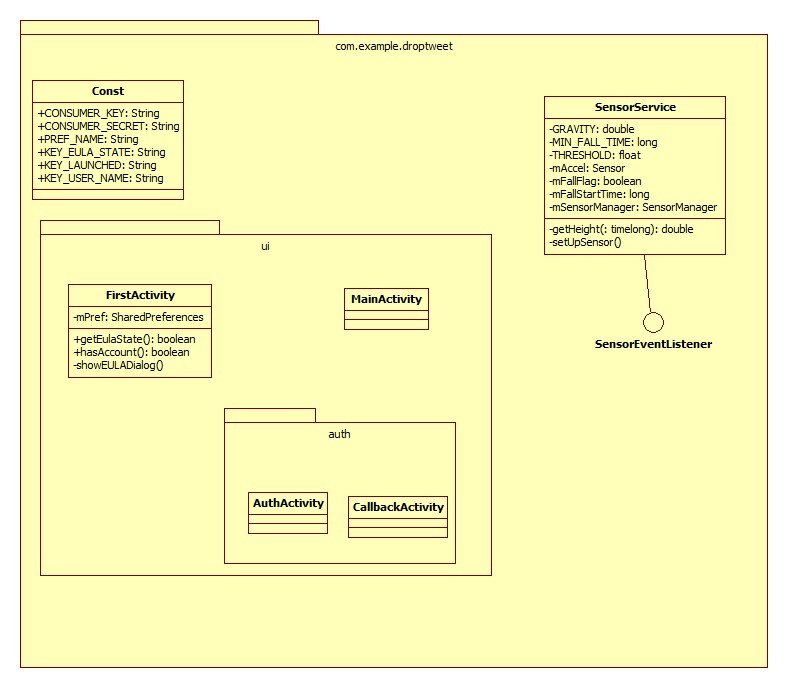 com.example.droptweet
Const
+CONSUMER_KEY: String
+CONSUMER_SECRET: String
+PREF_NAME: String
+KEY_EULA_STATE: String
+KEY_LAUNCHED: String
+KEY_USER_NAME: String
SensorService
-GRAVITY: double
-MIN_FALL_TIME: long
-THRESHOLD: float
-mAccel: Sensor
-mFallFlag: boolean
-mFallStartTime: long
-mSensorManager: SensorManager
-getHeight(: timelong): double
-setUpSensor()
SensorEventListener
ui
FirstActivity
-mPref: SharedPreferences
+getEulaState(): boolean
+hasAccount(): boolean
-showEULADialog()
MainActivity
auth
AuthActivity
CallbackActivity